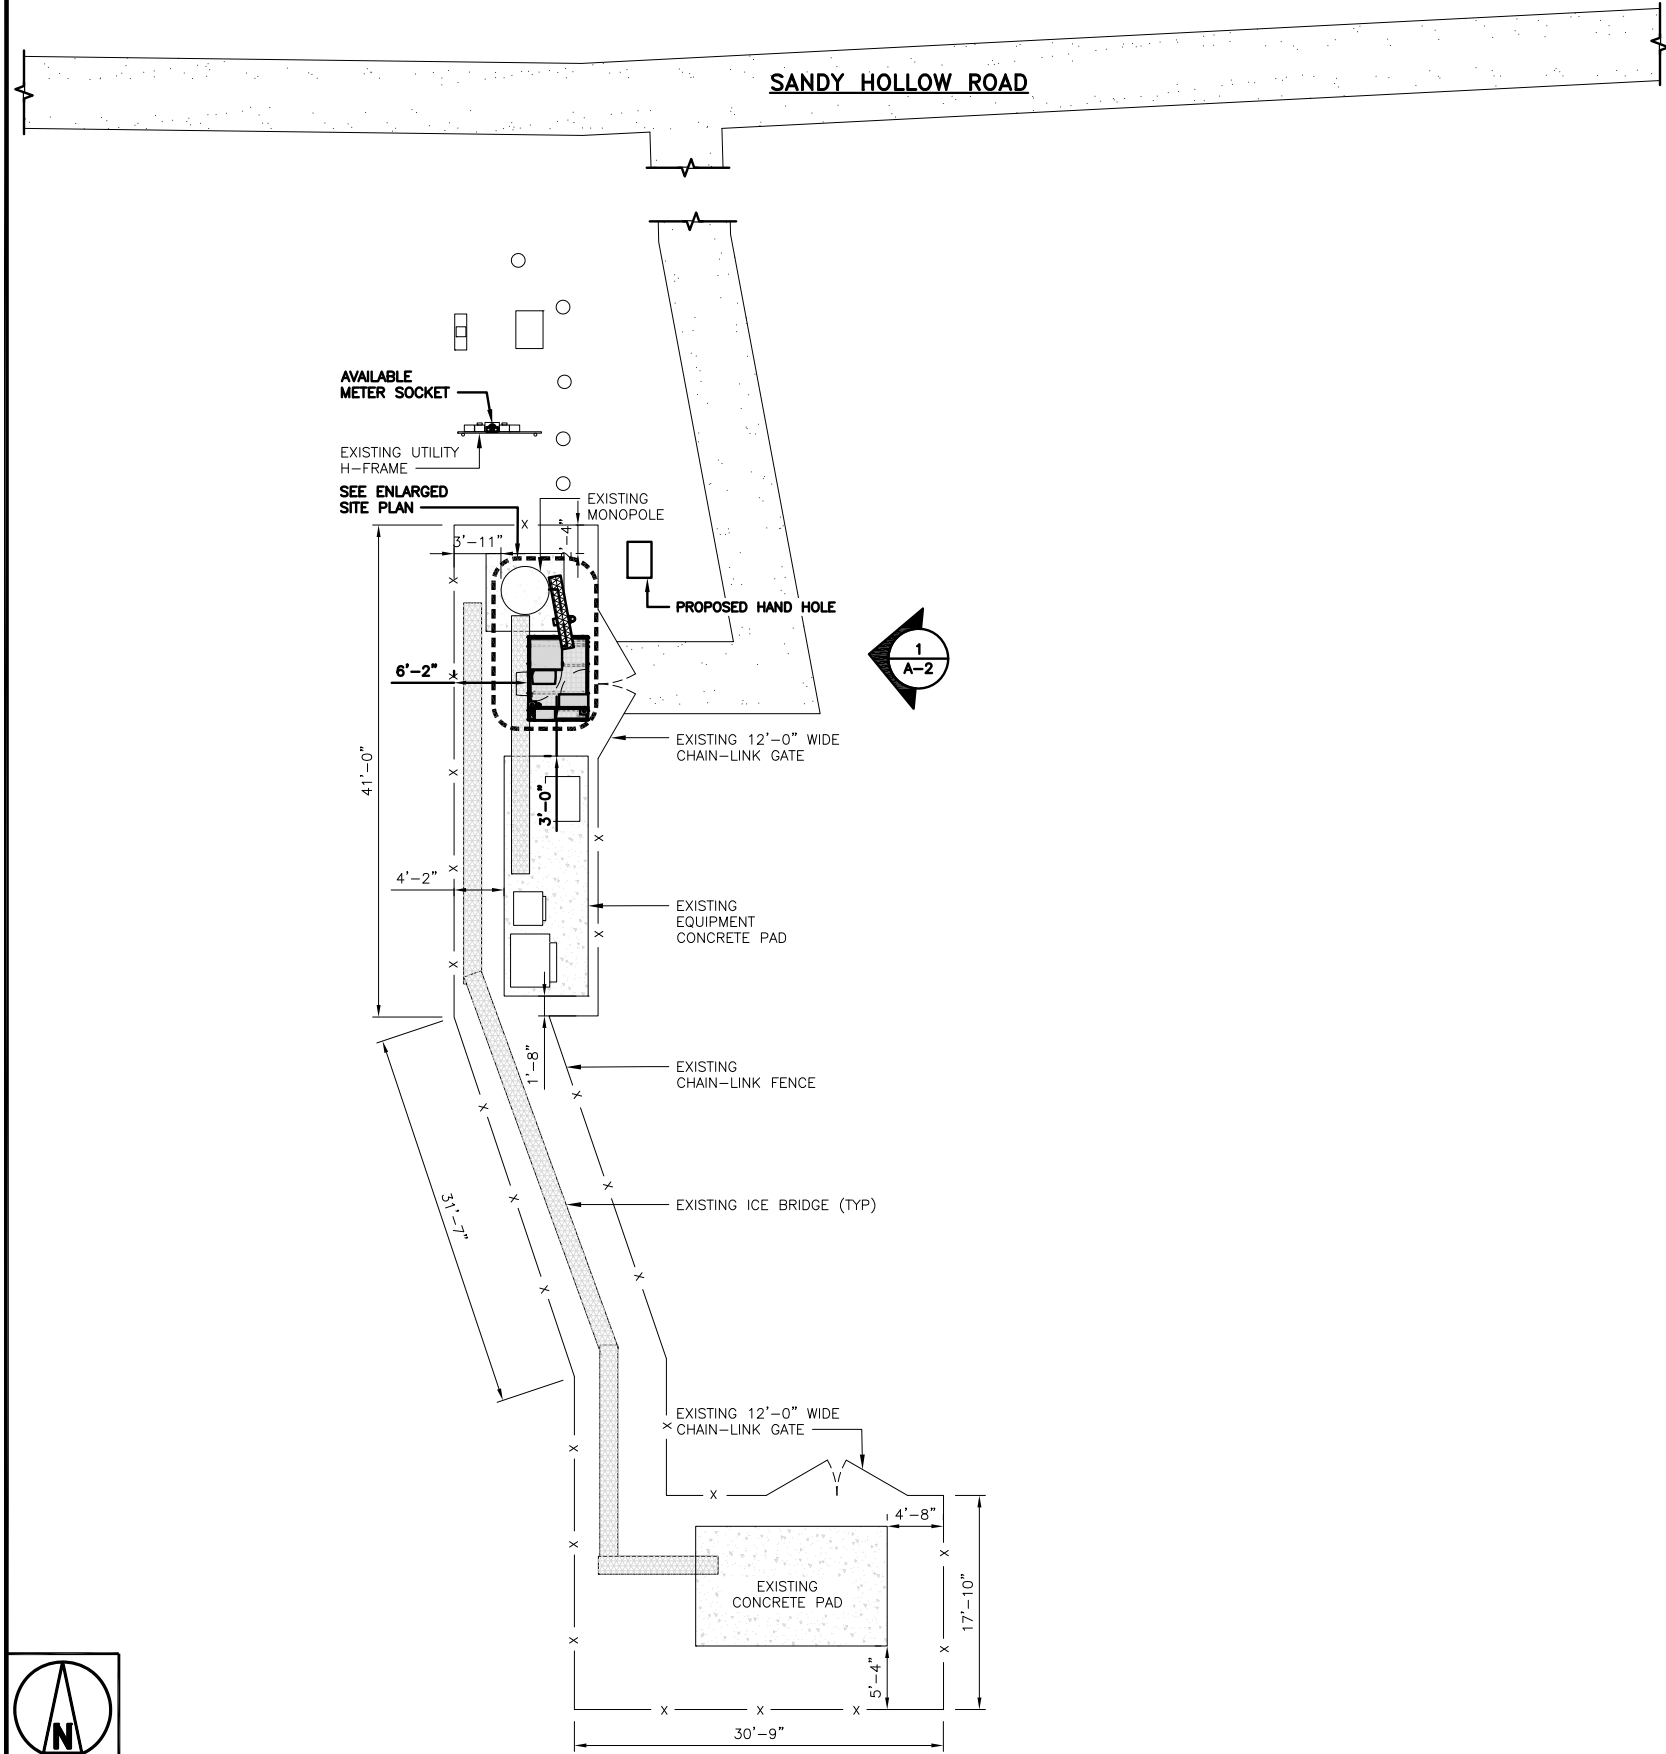 SANDY HOLLOW ROAD
AVAILABLE
METER SOCKET
EXISTING UTILITY
H-FRAME
SEE ENLARGED
SITE PLAN
EXISTING
MONOPOLE
3'-11"
'-4"
PROPOSED HAND HOLE
1
A-2
6'-2"
EXISTING 12'-0" WIDE
CHAIN-LINK GATE
41'-0"
3'-0"
4'-2"
EXISTING
EQUIPMENT
CONCRETE PAD
1'-8"
EXISTING
CHAIN-LINK FENCE
31'-7"
EXISTING ICE BRIDGE (TYP)
EXISTING 12'-0" WIDE
CHAIN-LINK GATE
4'-8"
EXISTING
CONCRETE PAD
17'-10"
5'-4"
30'-9"
N